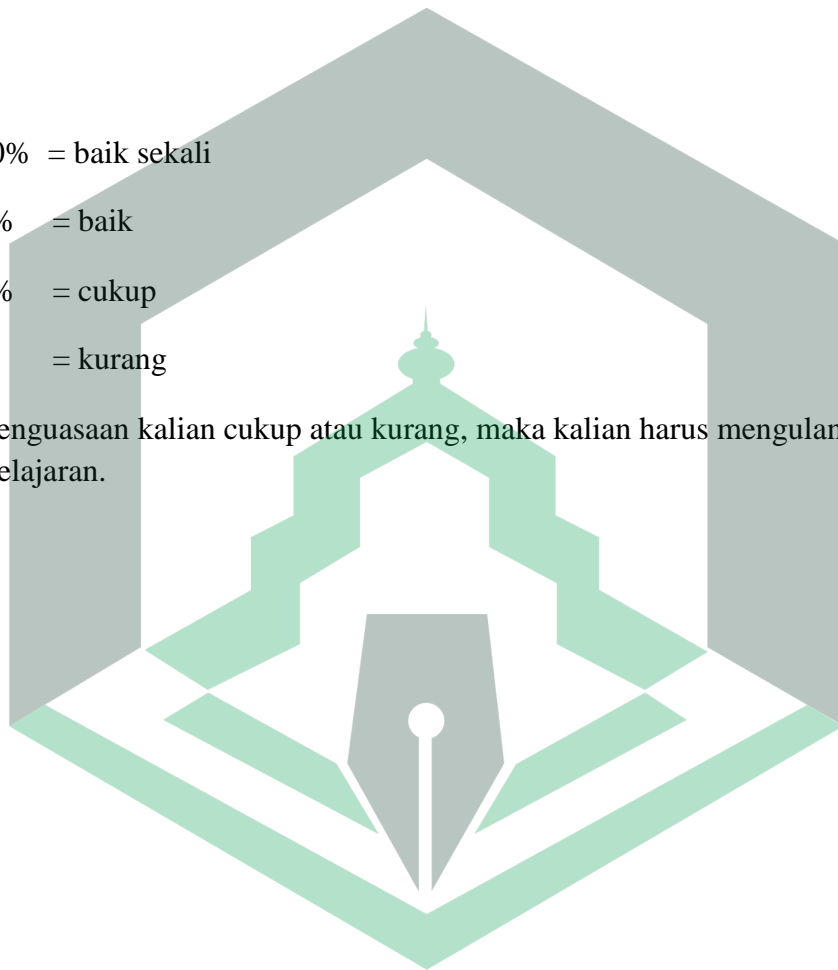 0% = baik sekali
% = baik
% = cukup
= kurang
enguasaan kalian cukup atau kurang, maka kalian harus mengulan
elajaran.